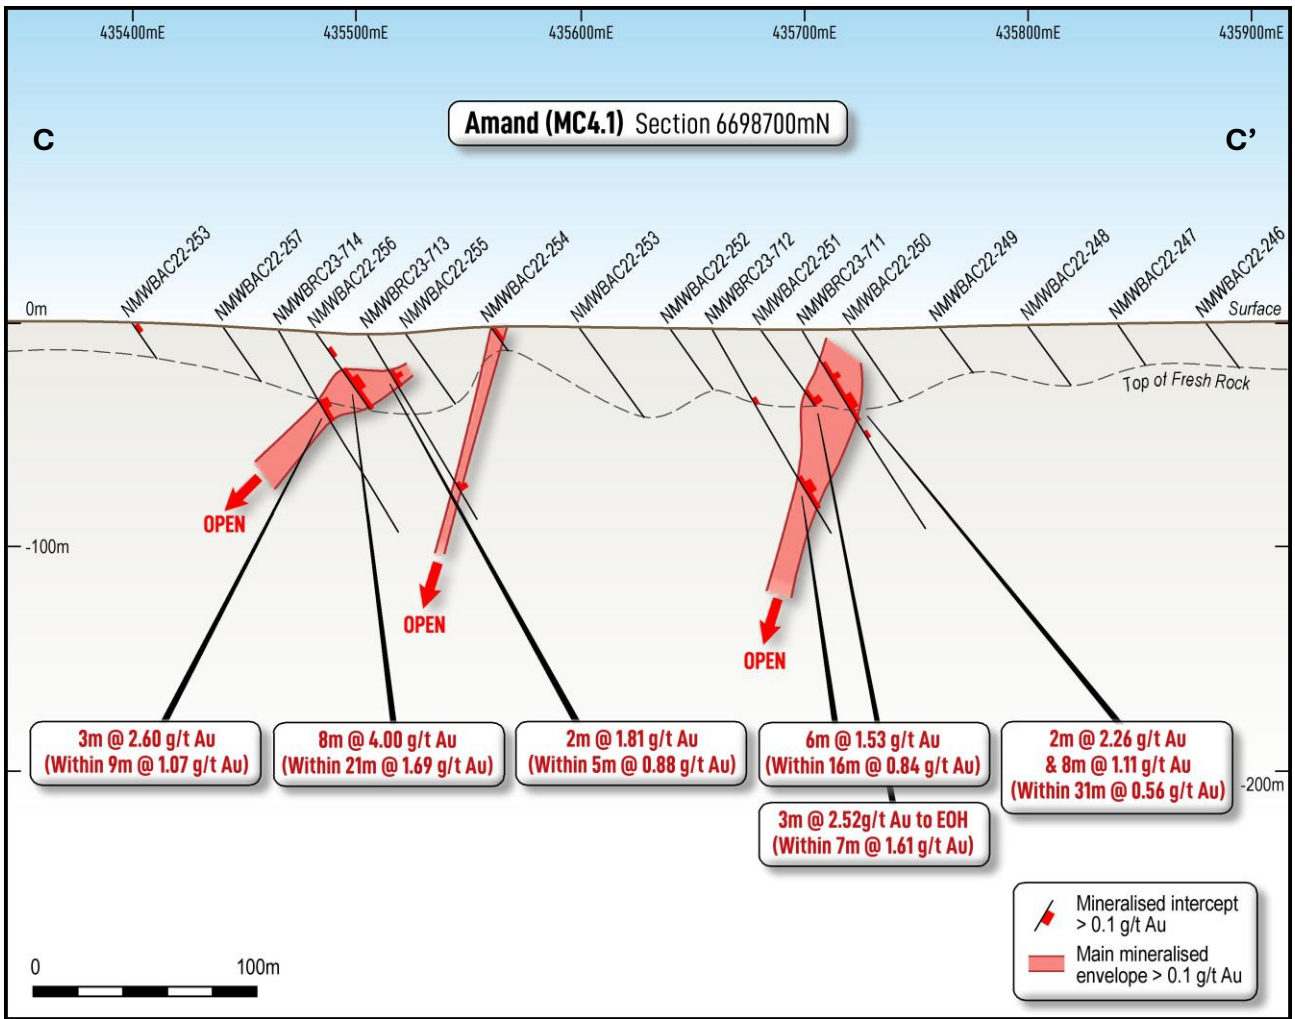 435400mE
435500mE
435600mE
435700mE
435800mE
435900mE
C
Amand (MC4.1) Section 6698700mN
C'
NMWBAC22-253
NMWBAC22-257
NMWBRC23-714
NMWBAC22-256
NMWBRC23-713
NMWBAC22-255
NMWBAC22-254
NMWBAC22-253
NMWBAC22-252
NMWBRC23-712
NMWBAC22-251
NMWBRC23-711
NMWBAC22-250
NMWBAC22-249
NMWBAC22-248
NMWBAC22-247
NMWBAC22-246
0m
Surface
Top of Fresh Rock
OPEN
-100m
OPEN
OPEN
3m @ 2.60 g/t Au
(Within 9m @ 1.07 g/t Au)
8m @ 4.00 g/t Au
(Within 21m @ 1.69 g/t Au)
2m @ 1.81 g/t Au
(Within 5m @ 0.88 g/t Au)
6m @ 1.53 g/t Au
(Within 16m @ 0.84 g/t Au)
2m @ 2.26 g/t Au
& 8m @ 1.11 g/t Au
(Within 31m @ 0.56 g/t Au)
-200m
3m @ 2.52g/t Au to EOH
(Within 7m @ 1.61 g/t Au)
Mineralised intercept
> 0.1 g/t Au
Main mineralised
envelope > 0.1 g/t Au
0
100m